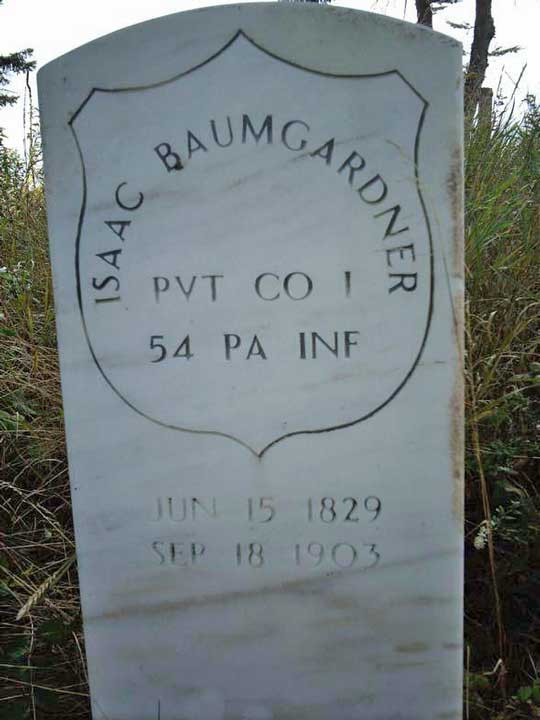 ISAAC BAUMGARDNER
PVT CO I
54 PA INF
JUN 15 1829
SEP 18 1903